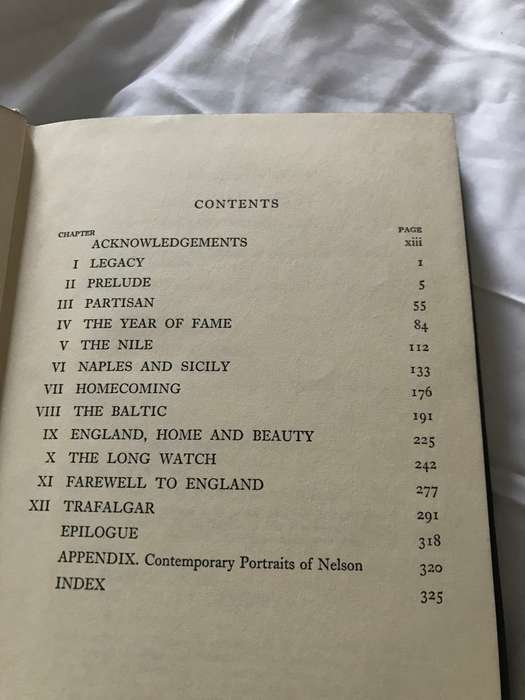 CONTENTS
CHAPTER PAGE
ACKNOWLEDGEMENTS xiii
I LEGACY 1
II PRELUDE 5
III PARTISAN 55
IV THE YEAR OF FAME 84
V THE NILE 112
VI NAPLES AND SICILY 133
VII HOMECOMING 176
VIII THE BALTIC 191
IX ENGLAND, HOME AND BEAUTY 225
X THE LONG WATCH 242
XI FAREWELL TO ENGLAND 277
XII TRAFALGAR 291
EPILOGUE 318
APPENDIX. Contemporary Portraits of Nelson 320
INDEX 325